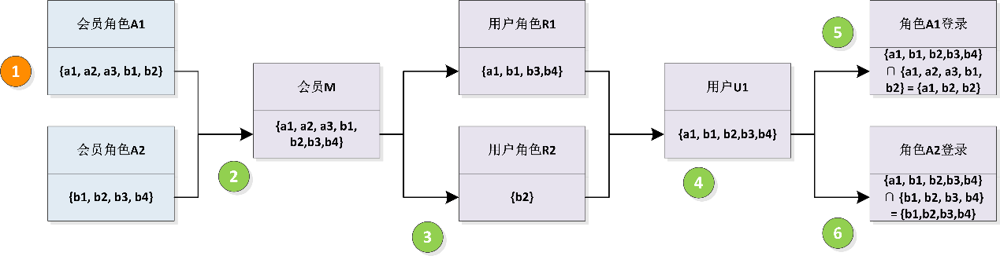 1
会员角色A1
{a1, a2, a3, b1, b2}
会员角色A2
{b1, b2, b3, b4}
2
会员M
{a1, a2, a3, b1,
b2,b3,b4}
3
用户角色R1
{a1, b1, b3,b4}
用户角色R2
{b2}
4
用户U1
{a1, b1, b2,b3,b4}
5
角色A1登录
{a1, b1, b2,b3,b4}
∩ {a1, a2, a3, b1,
b2} = {a1, b2, b2}
6
角色A2登录
{a1, b1, b2,b3,b4}
∩ {b1, b2, b3, b4}
= {b1,b2,b3,b4}